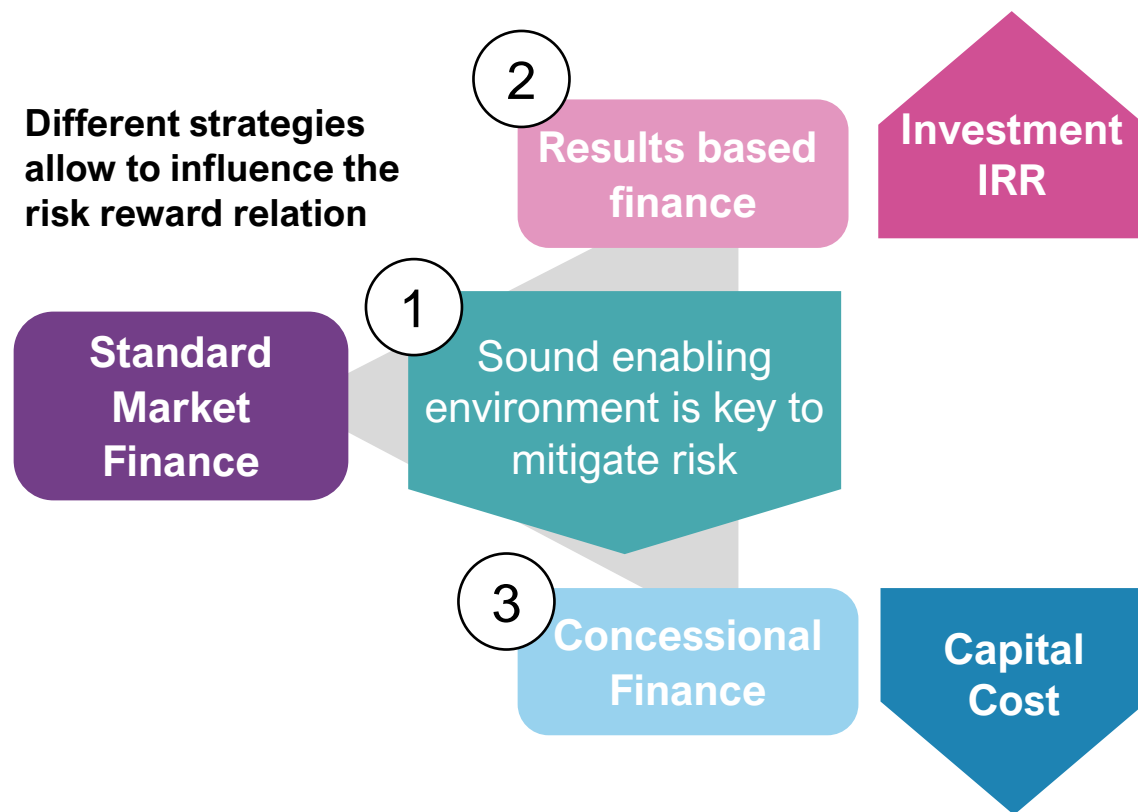 Different strategies
allow to influence the
risk reward relation
2
Results based
finance
Investment
IRR
1
Sound enabling
environment is key to
mitigate risk
Standard
Market
Finance
3
Concessional
Finance
Capital
Cost